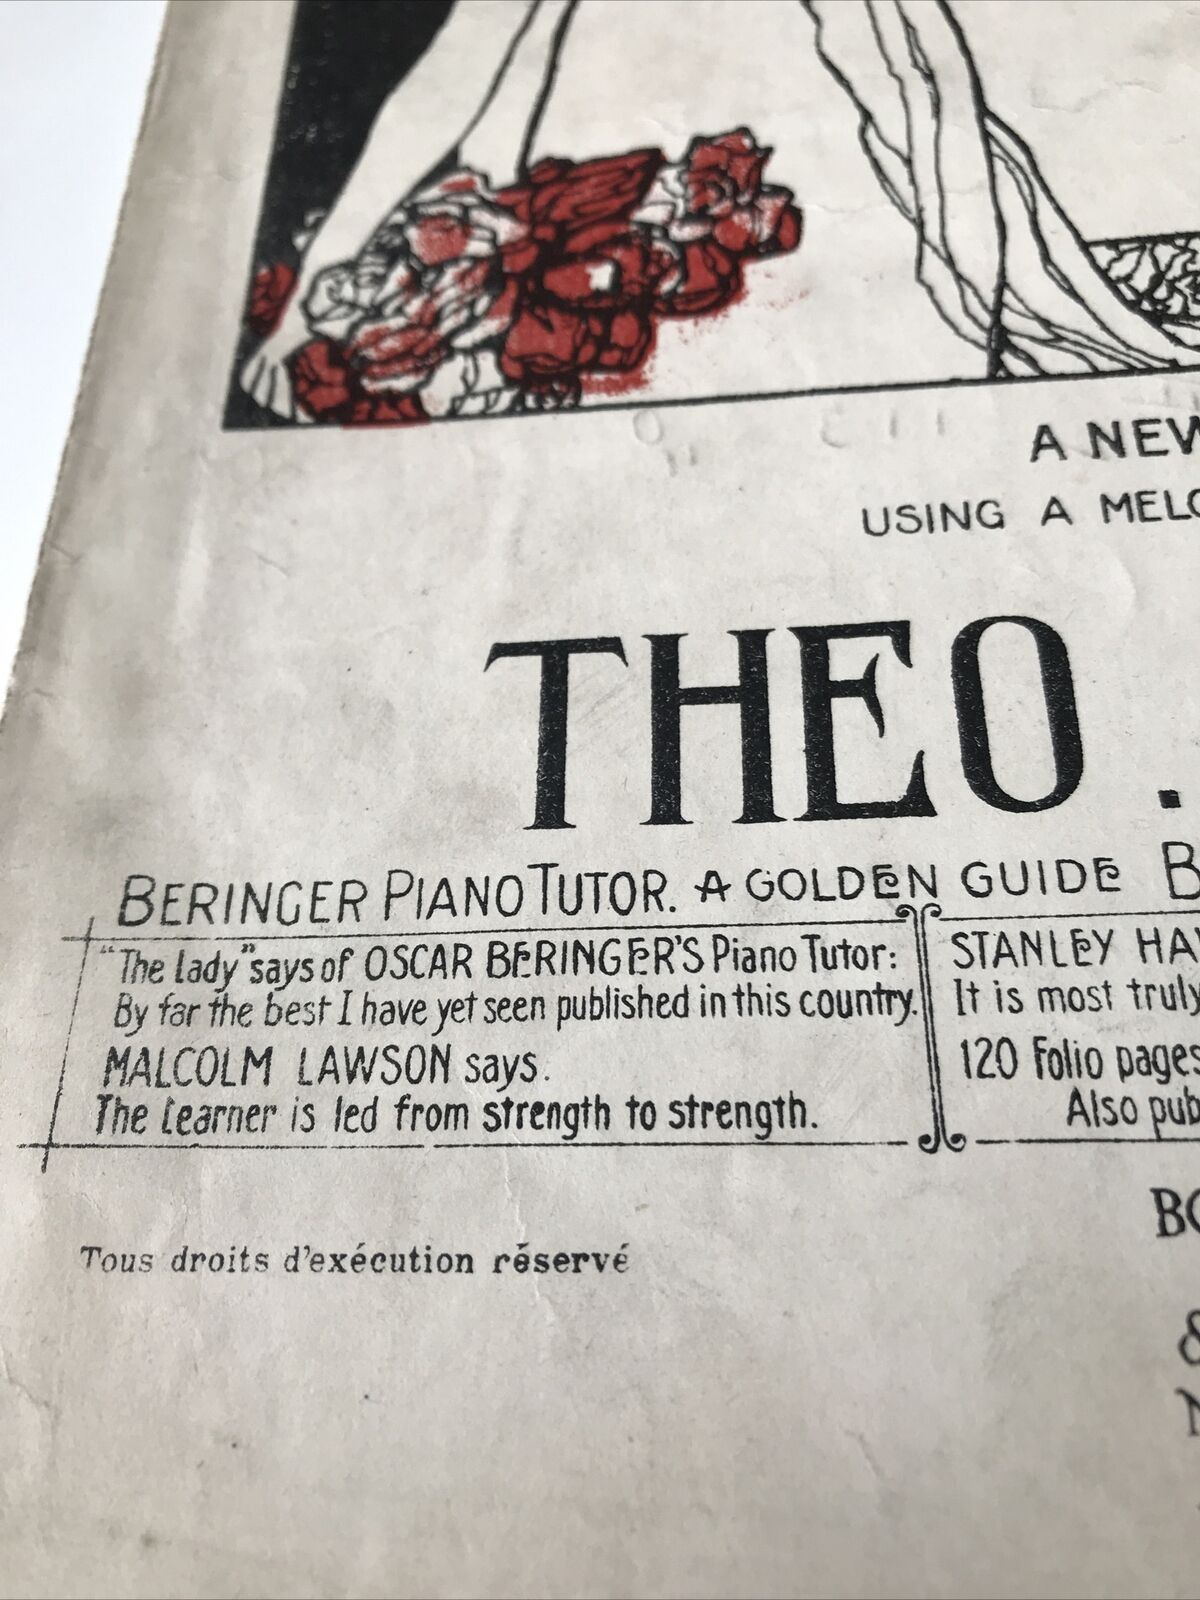 A NEW
USING A
THEO.
BERINGER PIANO TUTOR. A GOLDEN GUIDE
"The lady" says of OSCAR BERINGER'S Piano Tutor:
By far the best I have yet seen published in this country.
MALCOLM LAWSON says.
The Learner is led from strength to strength.
STANLEY
It is most truly
120 Folio pages
Also
Tous droits d'exécution réservé
&